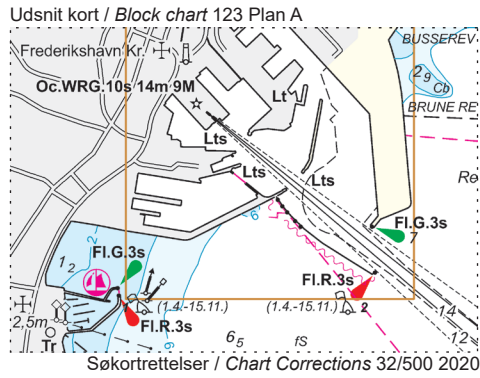 Udsnit kort / Block chart 123 Plan A
BUSSEREV
Frederikshavn Kr.
2 9
Cb
Oc.WRG.10s 14m 9M
Lt
BRUNE RE
Lts
Lts
Lts
Re
6
Fl.G.3s
7
2
1 2
Fl.G.3s
Fl.R.3s
(1.4.-15.11.)
(1.4.-15.11.)
2
14
2,5m
Fl.R.3s
12
Tr
6
6 5
fS
Søkortrettelser / Chart Corrections 32/500 2020